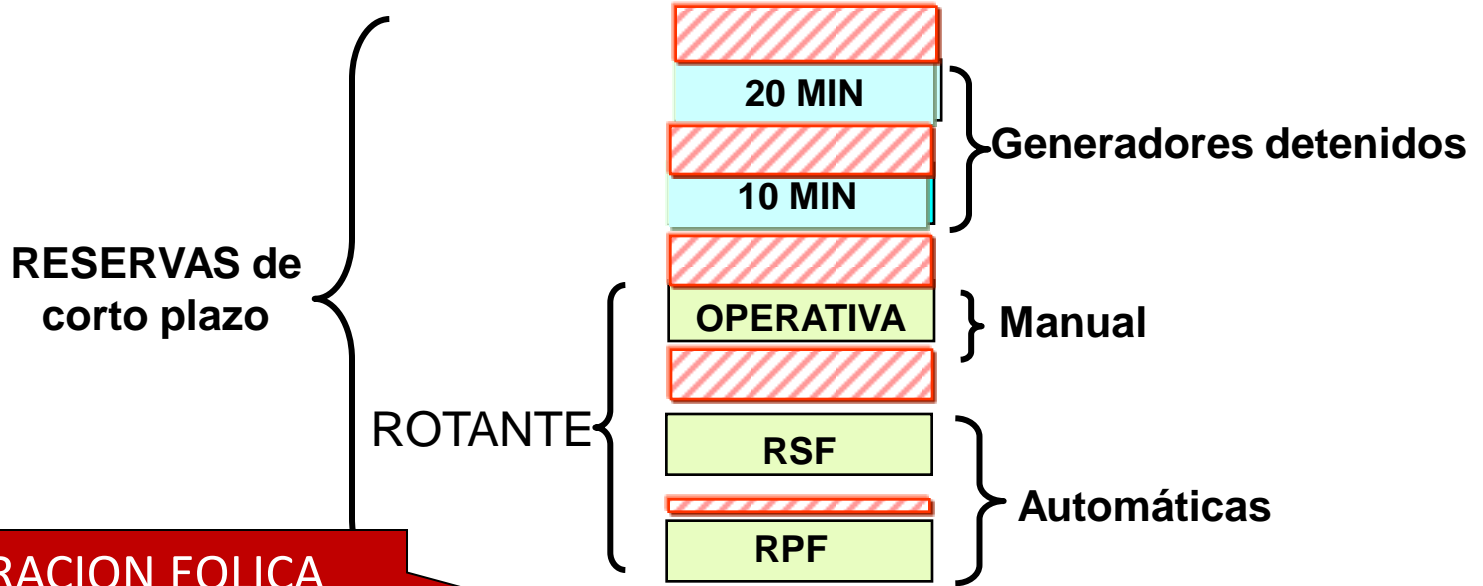 20 MIN
Generadores detenidos
10 MIN
RESERVAS de
corto plazo
OPERATIVA
Manual
ROTANTE
RSF
Automáticas
RPF